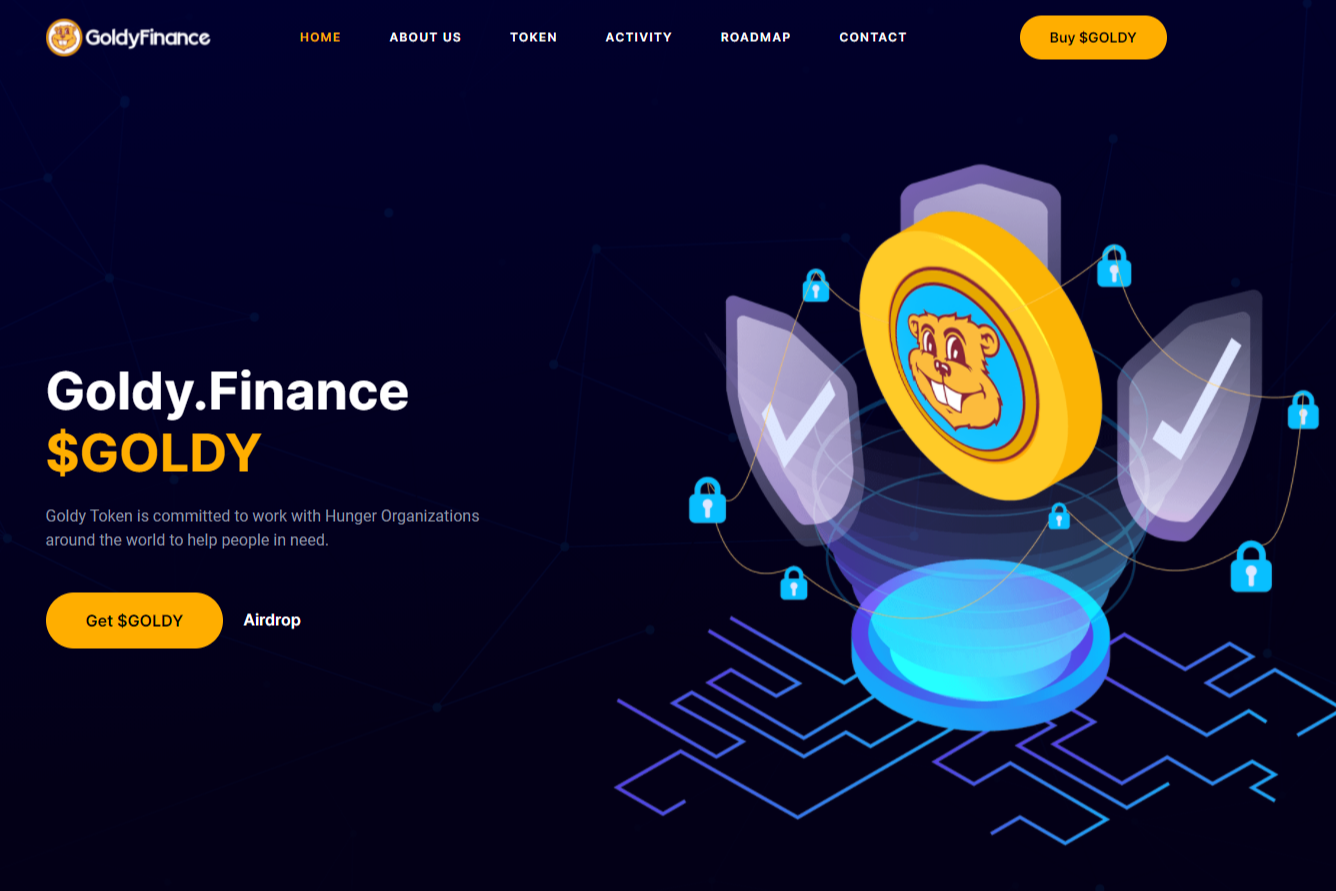 GoldyFinance
HOME
ABOUT US
TOKEN
ACTIVITY
ROADMAP
CONTACT
Buy $GOLDY
Goldy.Finance
$GOLDY
Goldy Token is committed to work with Hunger Organizations
around the world to help people in need.
Get $GOLDY
Airdrop